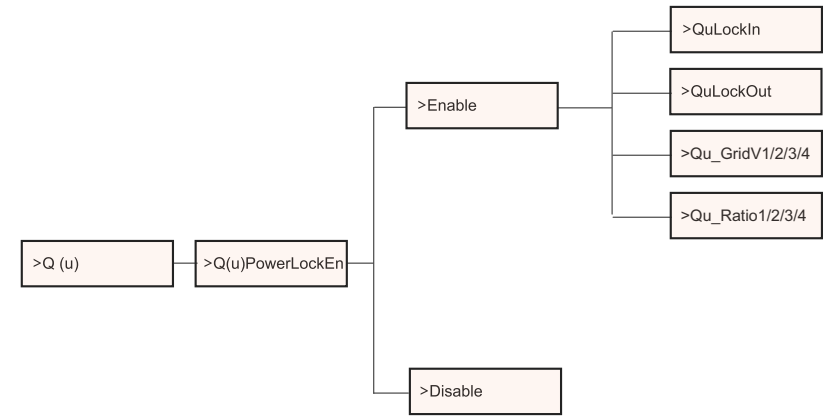 >Q (u)
>Q(u)PowerLockEn
>Enable
>QuLockIn
>QuLockOut
>Qu_GridV1/2/3/4
>Qu_Ratio1/2/3/4
>Disable